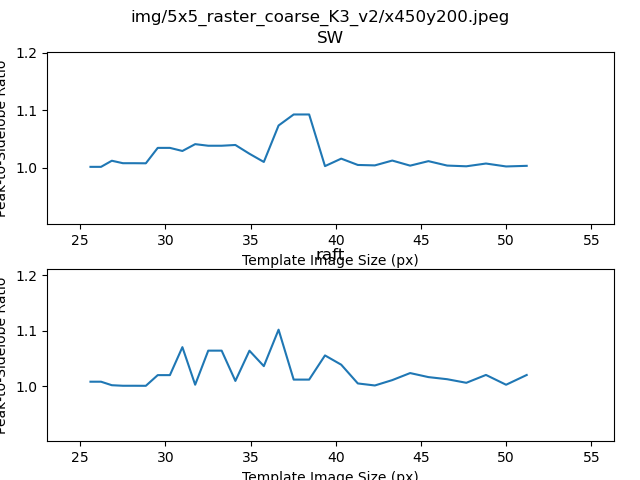 img/5x5_raster_coarse_K3_v2/x450y200.jpeg
SW
1.2
1.1
1.0
Peak-to-Sidelobe Ratio
25 30 35 40 45 50 55
Template Image Size (px)
raft
1.2
1.1
1.0
Peak-to-Sidelobe Ratio
25 30 35 40 45 50 55
Template Image Size (px)